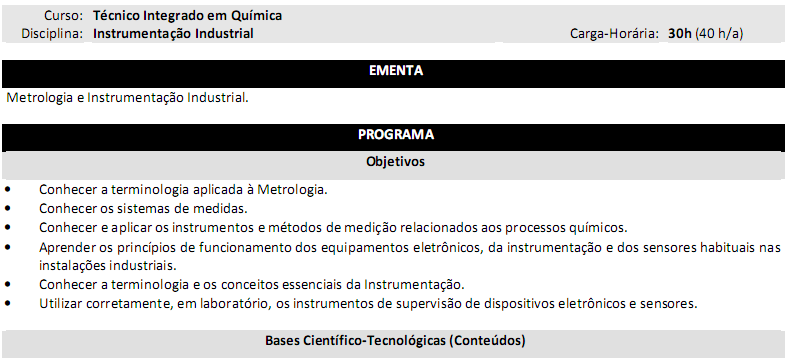 Curso: Técnico Integrado em Química
Disciplina: Instrumentação Industrial Carga-Horária: 30h (40 h/a)
EMENTA
Metrologia e Instrumentação Industrial.
PROGRAMA
Objetivos
• Conhecer a terminologia aplicada à Metrologia.
• Conhecer os sistemas de medidas.
• Conhecer e aplicar os instrumentos e métodos de medição relacionados aos processos químicos.
• Aprender os princípios de funcionamento dos equipamentos eletrônicos, da instrumentação e dos sensores habituais nas
instalações industriais.
• Conhecer a terminologia e os conceitos essenciais da Instrumentação.
• Utilizar corretamente, em laboratório, os instrumentos de supervisão de dispositivos eletrônicos e sensores.
Bases Científico-Tecnológicas (Conteúdos)